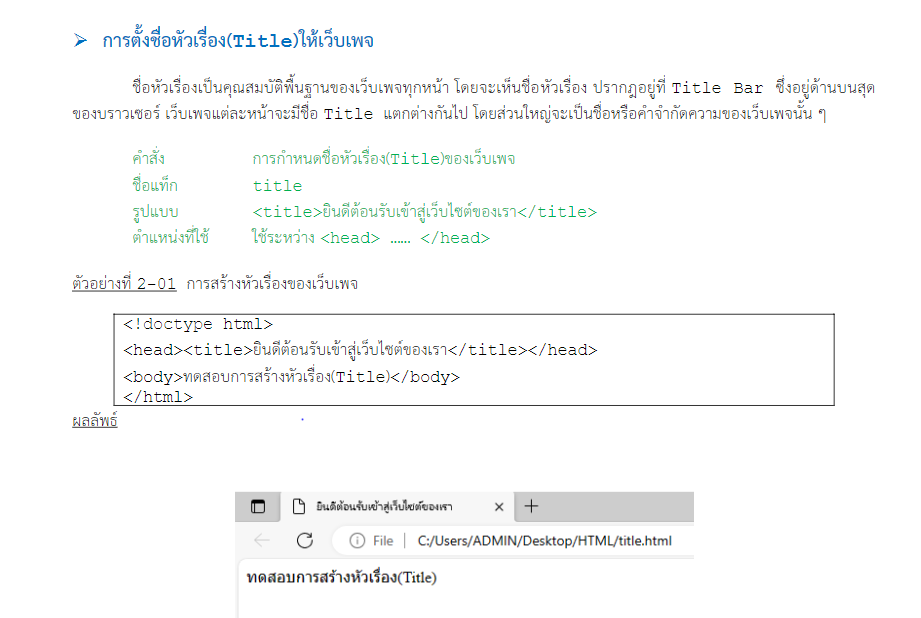 ➢ การตั้งชื่อหัวเรื่อง(Title)ให้เว็บเพจ
ชื่อหัวเรื่องเป็นคุณสมบัติพื้นฐานของเว็บเพจทุกหน้า โดยจะเห็นชื่อหัวเรื่อง ปรากฎอยู่ที่ Title Bar ซึ่งอยู่ด้านบนสุด
ของบราวเซอร์ เว็บเพจแต่ละหน้าจะมีชื่อ Title แตกต่างกันไป โดยส่วนใหญ่จะเป็นชื่อหรือคำจำกัดความของเว็บเพจนั้น ๆ
คำสั่ง การกำหนดชื่อหัวเรื่อง(Title)ของเว็บเพจ
ชื่อแท็ก title
รูปแบบ <title>ยินดีต้อนรับเข้าสู่เว็บไซต์ของเรา</title>
ตำแหน่งที่ใช้ ใช้ระหว่าง <head> …… </head>
ตัวอย่างที่ 2-01 การสร้างหัวเรื่องของเว็บเพจ
<!doctype html>
<head><title>ยินดีต้อนรับเข้าสู่เว็บไซต์ของเรา</title></head>
<body>ทดสอบการสร้างหัวเรื่อง(Title)</body>
</html>
ผลลัพธ์
ยินดีต้อนรับเข้าสู่เว็บไซต์ของเรา
File | C:/Users/ADMIN/Desktop/HTML/title.html
ทดสอบการสร้างหัวเรื่อง(Title)